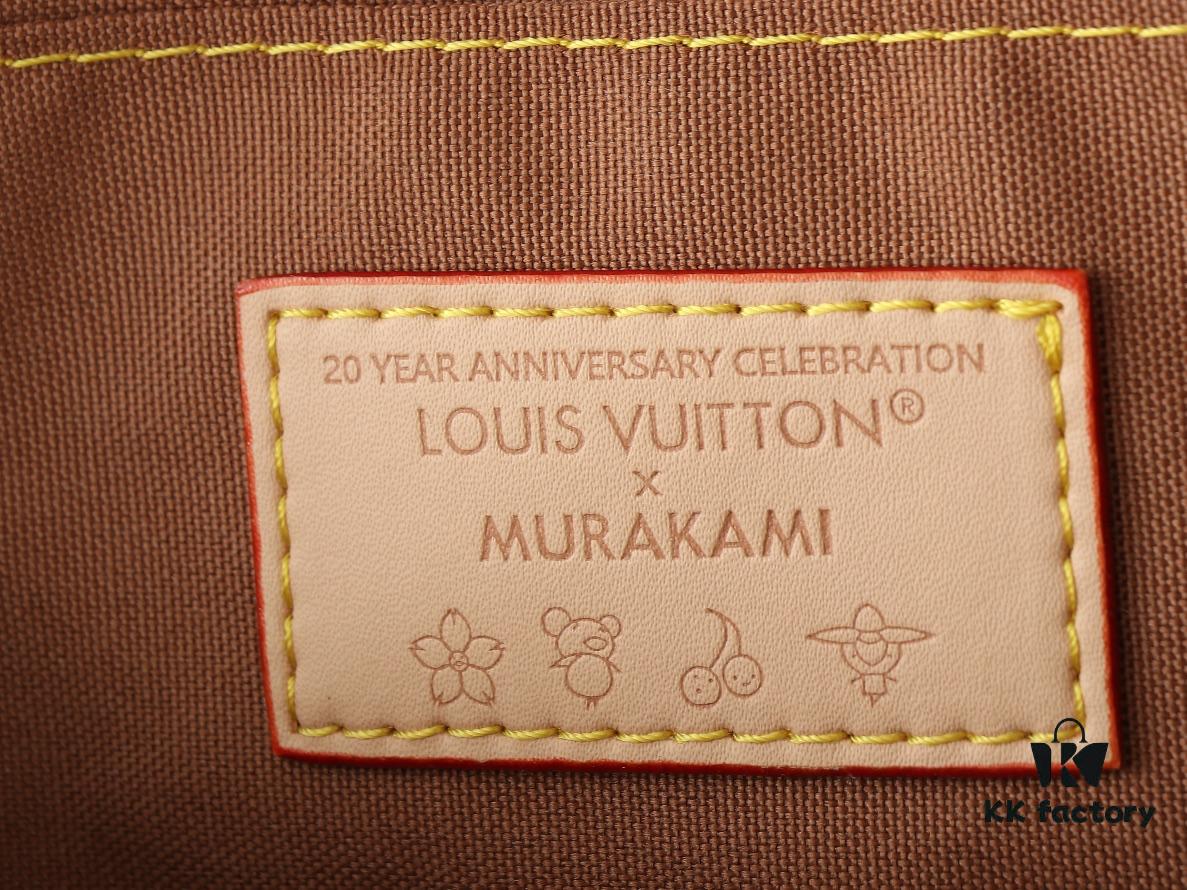 20 YEAR ANNIVERSARY CELEBRATION
LOUIS VUITTON®
x
MURAKAMI
KK factory